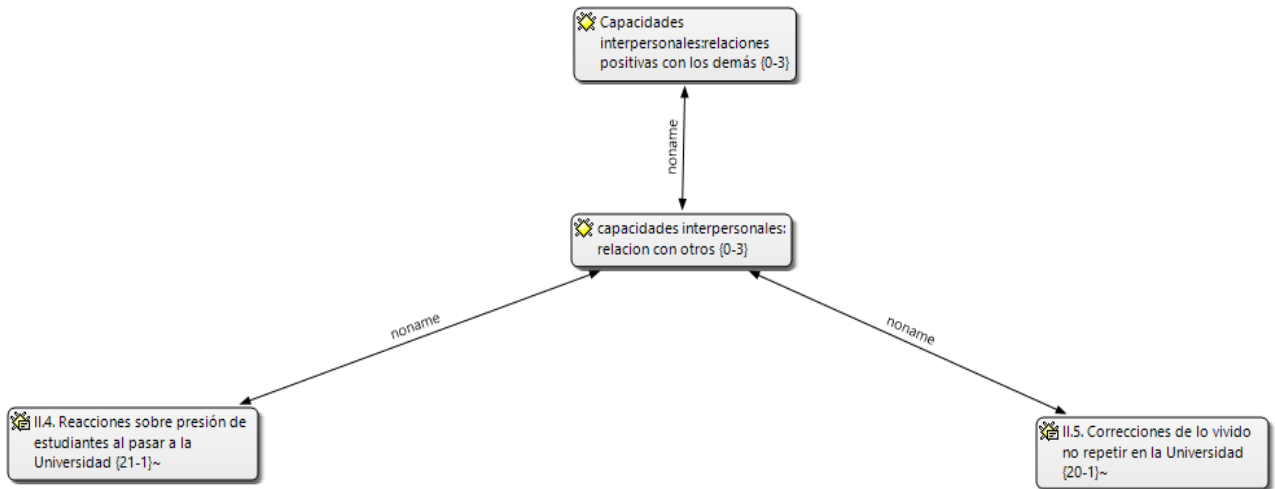 Capacidades
interpersonales:relaciones
positivas con los demás {0-3}
noname
capacidades interpersonales:
relacion con otros {0-3}
noname
noname
II.4. Reacciones sobre presión de
estudiantes al pasar a la
Universidad {21-1}~
II.5. Correcciones de lo vivido
no repetir en la Universidad
{20-1}~